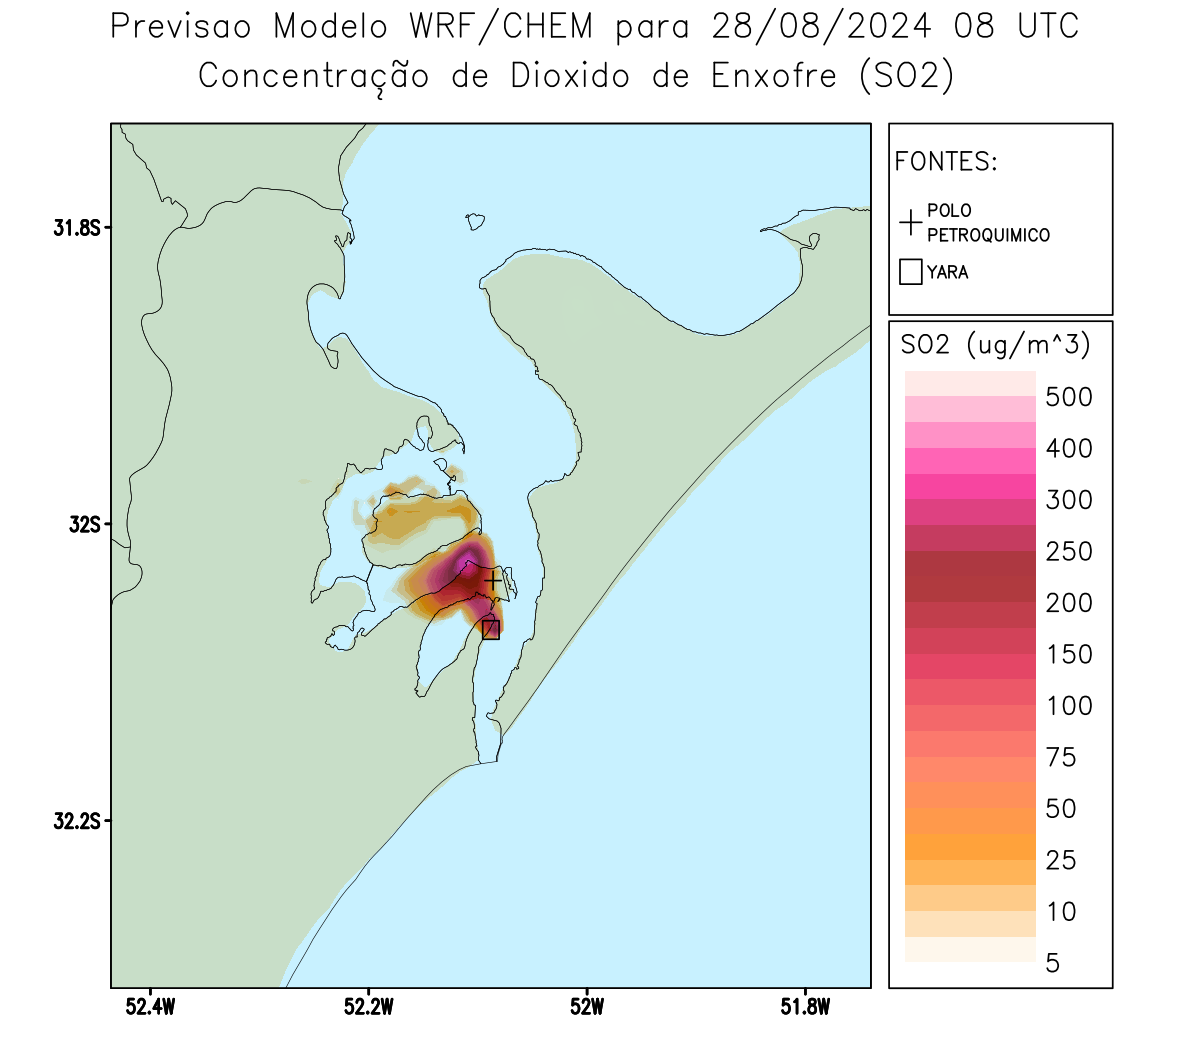 Previsao Modelo WRF/CHEM para 28/08/2024 08 UTC
Concentração de Dioxido de Enxofre (SO2)
FONTES:
POLO
PETROQUIMICO
YARA
SO2 (ug/m^3)
500
400
300
250
200
150
100
75
50
25
10
5
31.8S
32S
32.2S
52.4W
52.2W
52W
51.8W